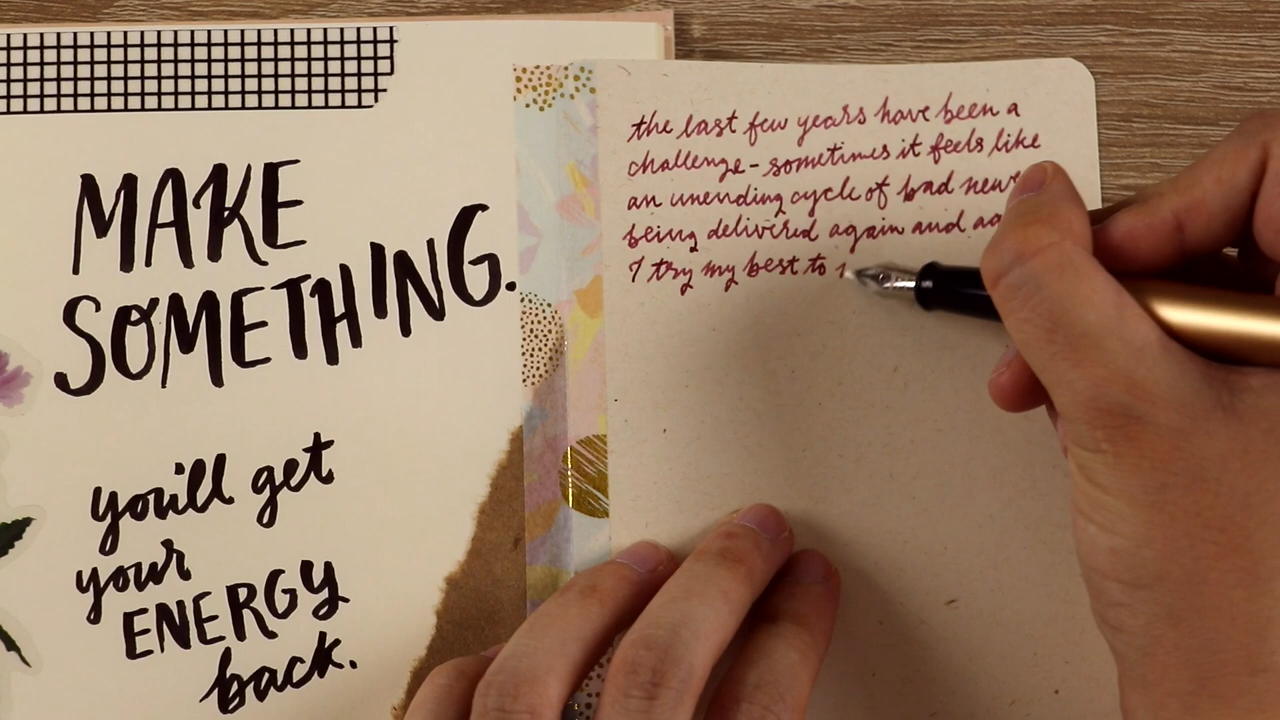 MAKE
SOMETHING.
you'll get
your
ENERGY
back.
the last few years have been a
challenge - sometimes it feels like
an unending cycle of bad news
being delivered again and
I try my best to